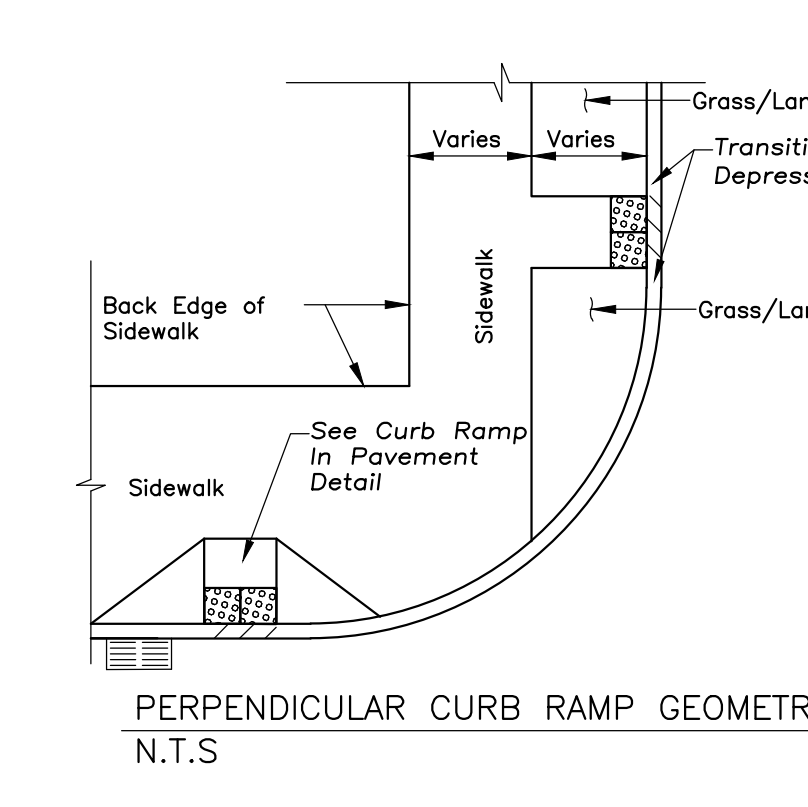 Grass/Lan
Varies Varies
Transiti
Depress
Sidewalk
Back Edge of
Sidewalk
Grass/Lan
See Curb Ramp
In Pavement
Detail
Sidewalk
PERPENDICULAR CURB RAMP GEOMETR
N.T.S